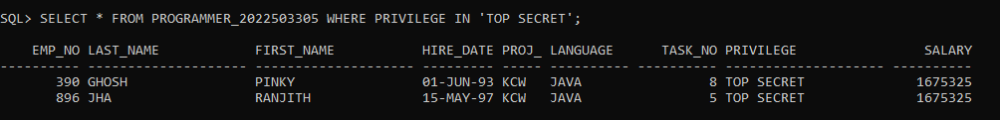 SQL> SELECT * FROM PROGRAMMER_2022503305 WHERE PRIVILEGE IN 'TOP SECRET';
EMP_NO LAST_NAME FIRST_NAME HIRE_DATE PROJ_ LANGUAGE TASK_NO PRIVILEGE SALARY
---------- -------------------- -------------------- --------- ----- ---------- ---------- -------------------- ----------
390 GHOSH PINKY 01-JUN-93 KCW JAVA 8 TOP SECRET 1675325
896 JHA RANJITH 15-MAY-97 KCW JAVA 5 TOP SECRET 1675325